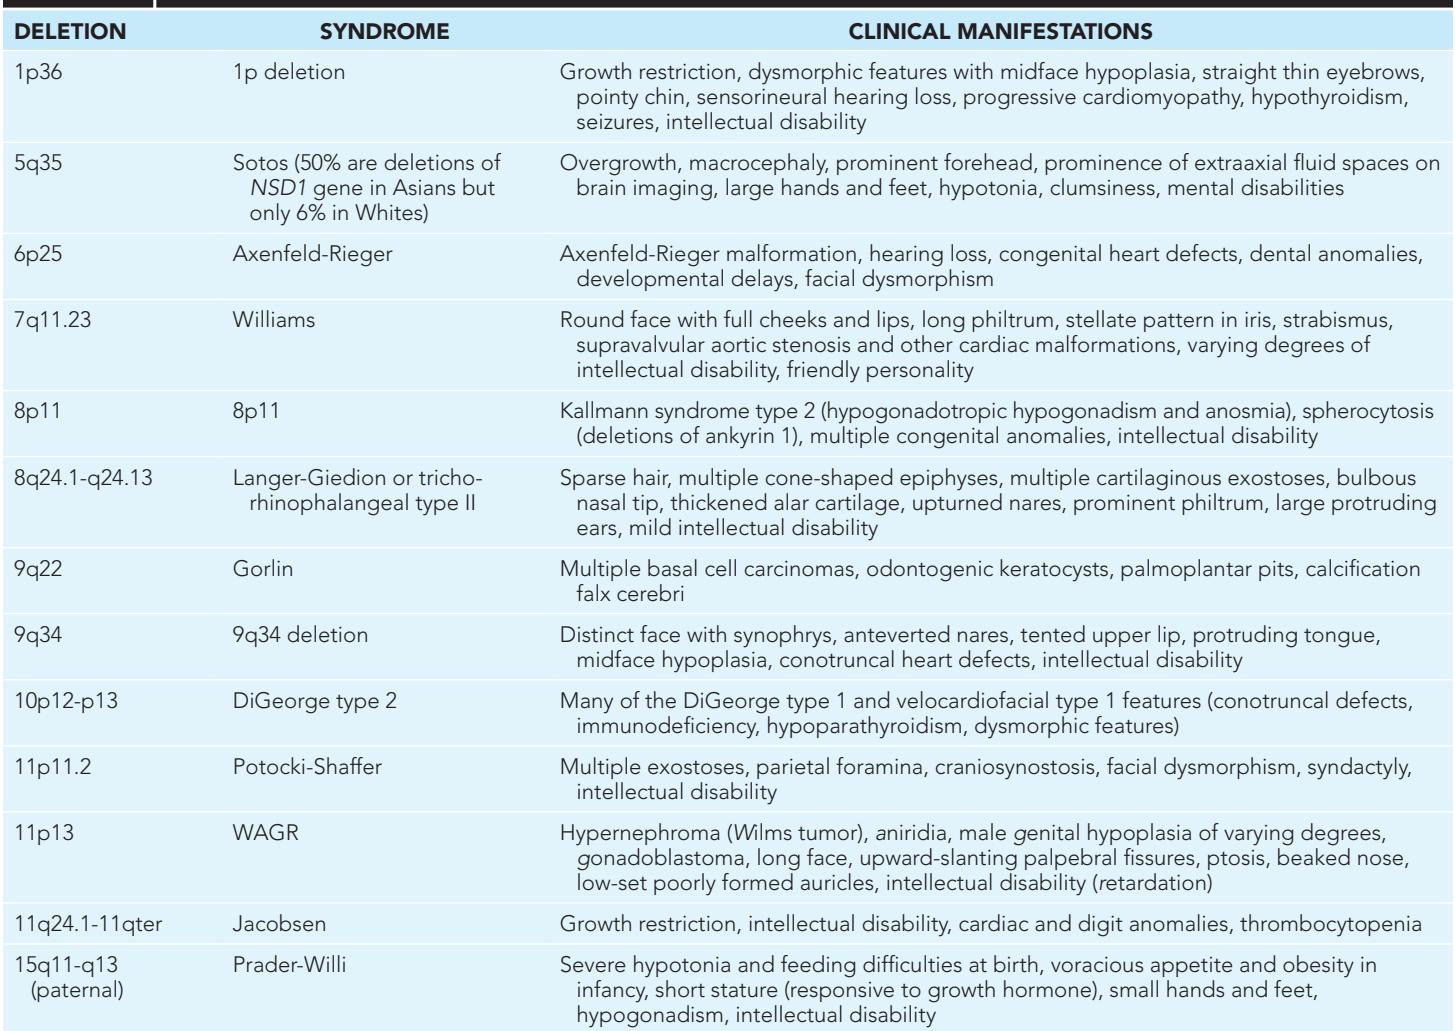 DELETION SYNDROME CLINICAL MANIFESTATIONS
1p36 1p deletion Growth restriction, dysmorphic features with midface hypoplasia, straight thin eyebrows,
pointy chin, sensorineural hearing loss, progressive cardiomyopathy, hypothyroidism,
seizures, intellectual disability
5q35 Sotos (50% are deletions of Overgrowth, macrocephaly, prominent forehead, prominence of extraaxial fluid spaces on
NSD1 gene in Asians but brain imaging, large hands and feet, hypotonia, clumsiness, mental disabilities
only 6% in Whites)
6p25 Axenfeld-Rieger Axenfeld-Rieger malformation, hearing loss, congenital heart defects, dental anomalies,
developmental delays, facial dysmorphism
7q11.23 Williams Round face with full cheeks and lips, long philtrum, stellate pattern in iris, strabismus,
supravalvular aortic stenosis and other cardiac malformations, varying degrees of
intellectual disability, friendly personality
8p11 8p11 Kallmann syndrome type 2 (hypogonadotropic hypogonadism and anosmia), spherocytosis
(deletions of ankyrin 1), multiple congenital anomalies, intellectual disability
8q24.1-q24.13 Langer-Giedion or tricho- Sparse hair, multiple cone-shaped epiphyses, multiple cartilaginous exostoses, bulbous
rhinophalangeal type II nasal tip, thickened alar cartilage, upturned nares, prominent philtrum, large protruding
ears, mild intellectual disability
9q22 Gorlin Multiple basal cell carcinomas, odontogenic keratocysts, palmoplantar pits, calcification
falx cerebri
9q34 9q34 deletion Distinct face with synophrys, anteverted nares, tented upper lip, protruding tongue,
midface hypoplasia, conotruncal heart defects, intellectual disability
10p12-p13 DiGeorge type 2 Many of the DiGeorge type 1 and velocardiofacial type 1 features (conotruncal defects,
immunodeficiency, hypoparathyroidism, dysmorphic features)
11p11.2 Potocki-Shaffer Multiple exostoses, parietal foramina, craniosynostosis, facial dysmorphism, syndactyly,
intellectual disability
11p13 WAGR Hypernephroma (Wilms tumor), aniridia, male genital hypoplasia of varying degrees,
gonadoblastoma, long face, upward-slanting palpebral fissures, ptosis, beaked nose,
low-set poorly formed auricles, intellectual disability (retardation)
11q24.1-11qter Jacobsen Growth restriction, intellectual disability, cardiac and digit anomalies, thrombocytopenia
15q11-q13 Prader-Willi Severe hypotonia and feeding difficulties at birth, voracious appetite and obesity in
(paternal) infancy, short stature (responsive to growth hormone), small hands and feet,
hypogonadism, intellectual disability